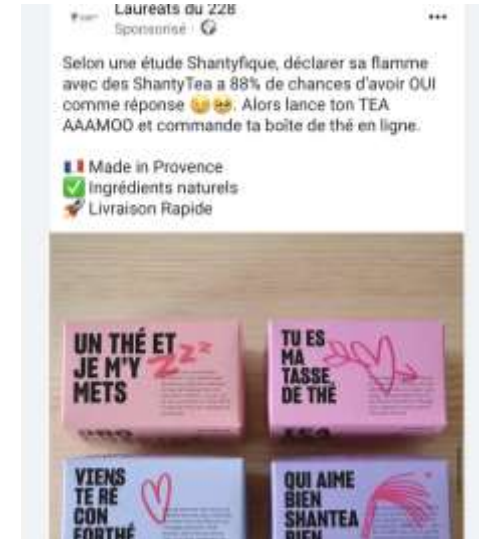 Lauréats du 228
Sponsorisé
Selon une étude Shantyfique, déclarer sa flamme
avec des ShantyTea a 88% de chances d'avoir OUI
comme réponse 😉🥹. Alors lance ton TEA
AAAMOO et commande ta boîte de thé en ligne.
🇫🇷 Made in Provence
✅ Ingrédients naturels
🚀 Livraison Rapide
UN THÉ ET
JE M'Y
METS
TU ES
MA
TASSE
DE THÉ
VIENS
TE RÉ
CON
FORTHÉ
QUI AIME
BIEN
SHANTEA
BIEN